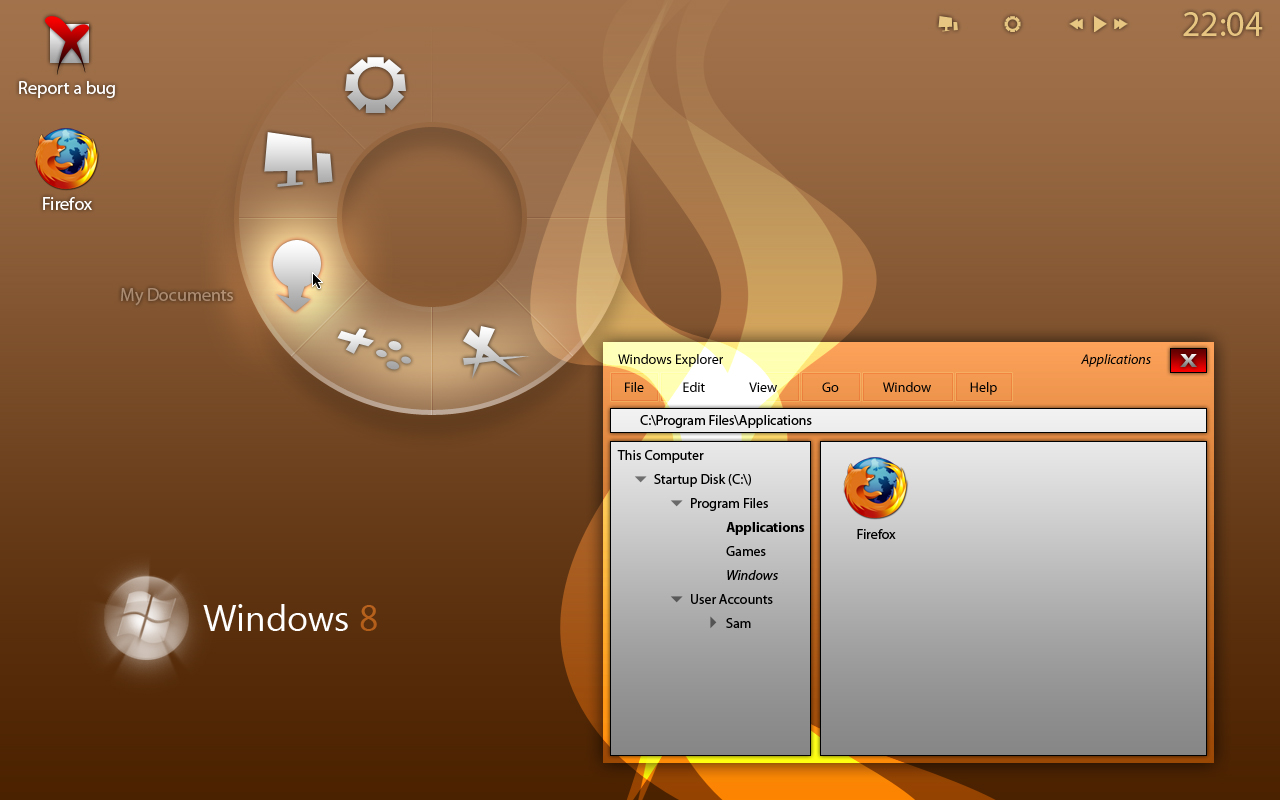 22:04
Report a bug
Firefox
My Documents
Windows Explorer Applications X
File Edit View Go Window Help
C:\Program Files\Applications
This Computer
Startup Disk (C:\)
Program Files
Applications
Games
Windows
User Accounts
Sam
Firefox
Windows 8